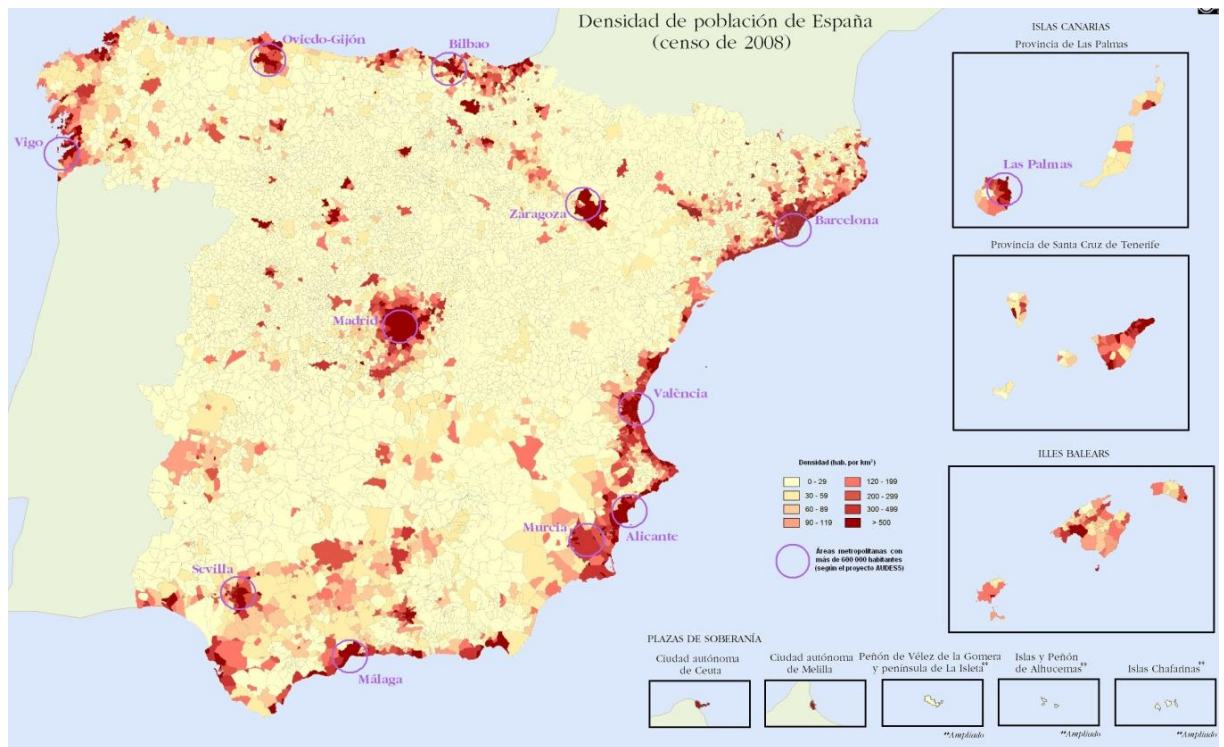 Densidad de población de España
(censo de 2008)
Oviedo-Gijón
Bilbao
Vigo
Zaragoza
Barcelona
Madrid
València
Murcia
Alicante
Sevilla
Málaga
Densidad (hab. por km²)
0 - 29
30 - 59
60 - 89
90 - 119
120 - 199
200 - 299
300 - 499
> 500
Áreas metropolitanas con
más de 600 000 habitantes
(según el proyecto AUDES5)
ISLAS CANARIAS
Provincia de Las Palmas
Las Palmas
Provincia de Santa Cruz de Tenerife
ILLES BALEARS
PLAZAS DE SOBERANÍA
Ciudad autónoma
de Ceuta
Ciudad autónoma
de Melilla
Peñón de Vélez de la Gomera
y península de La Isleta**
**Ampliado
Islas y Peñón
de Alhucemas**
**Ampliado
Islas Chafarinas**
**Ampliado